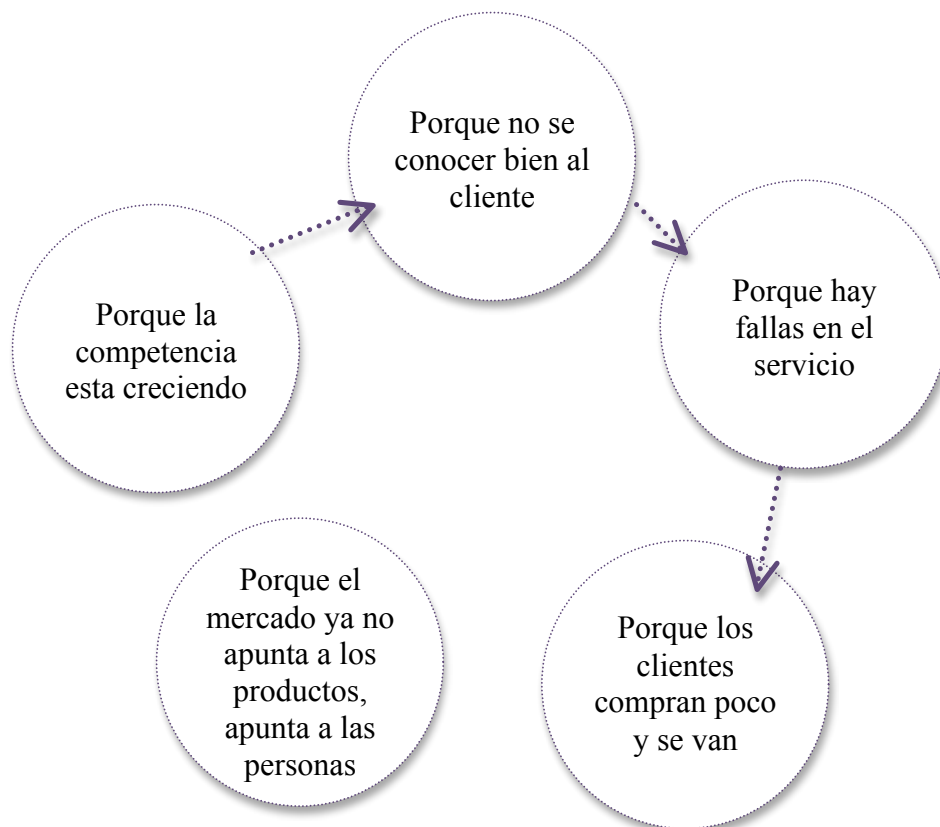 Porque no se
conocer bien al
cliente
Porque hay
fallas en el
servicio
Porque la
competencia
esta creciendo
Porque el
mercado ya no
apunta a los
productos,
apunta a las
personas
Porque los
clientes
compran poco
y se van